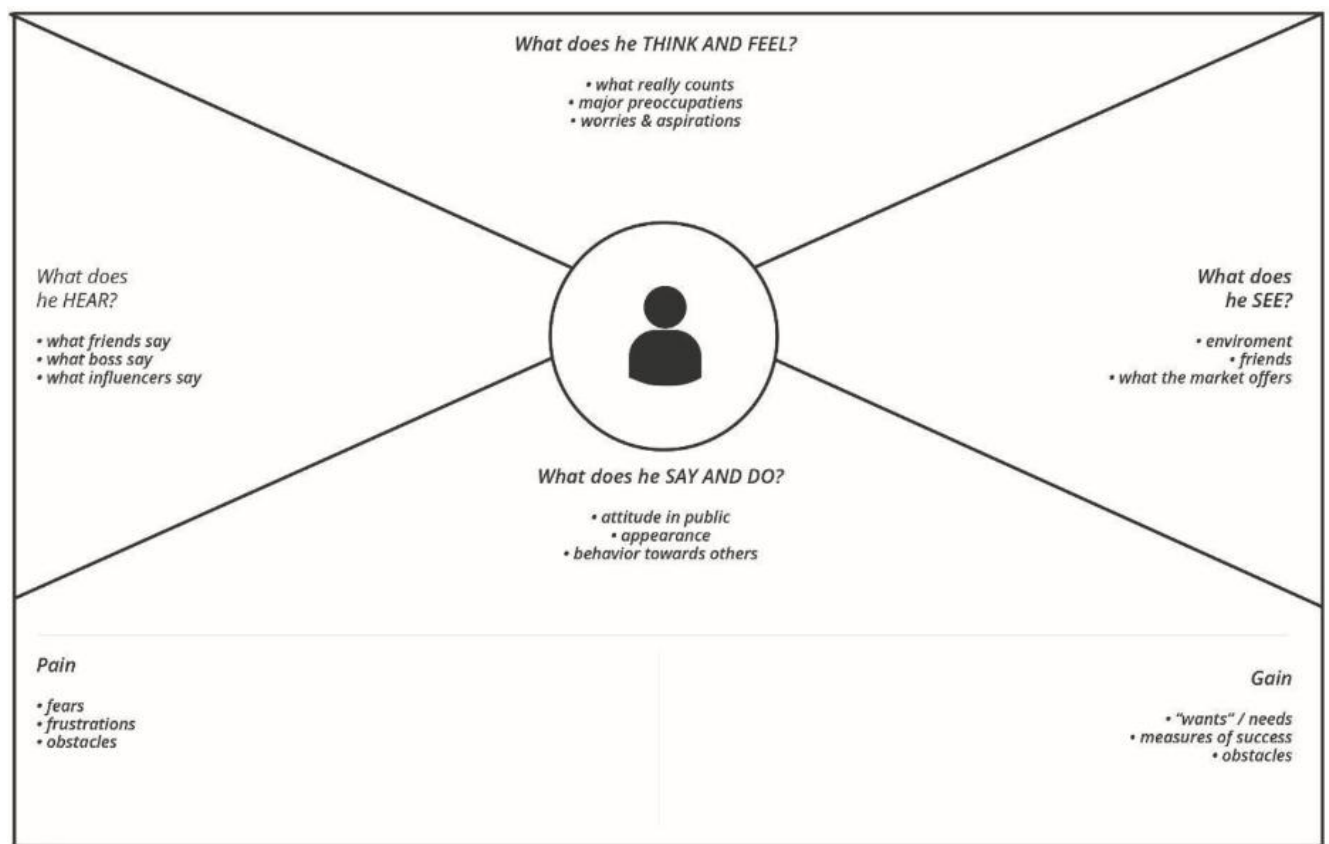 What does he THINK AND FEEL?
• what really counts
• major preoccupatiens
• worries & aspirations
What does
he HEAR?
• what friends say
• what boss say
• what influencers say
What does
he SEE?
• enviroment
• friends
• what the market offers
What does he SAY AND DO?
• attitude in public
• appearance
• behavior towards others
Pain
• fears
• frustrations
• obstacles
Gain
• "wants" / needs
• measures of success
• obstacles